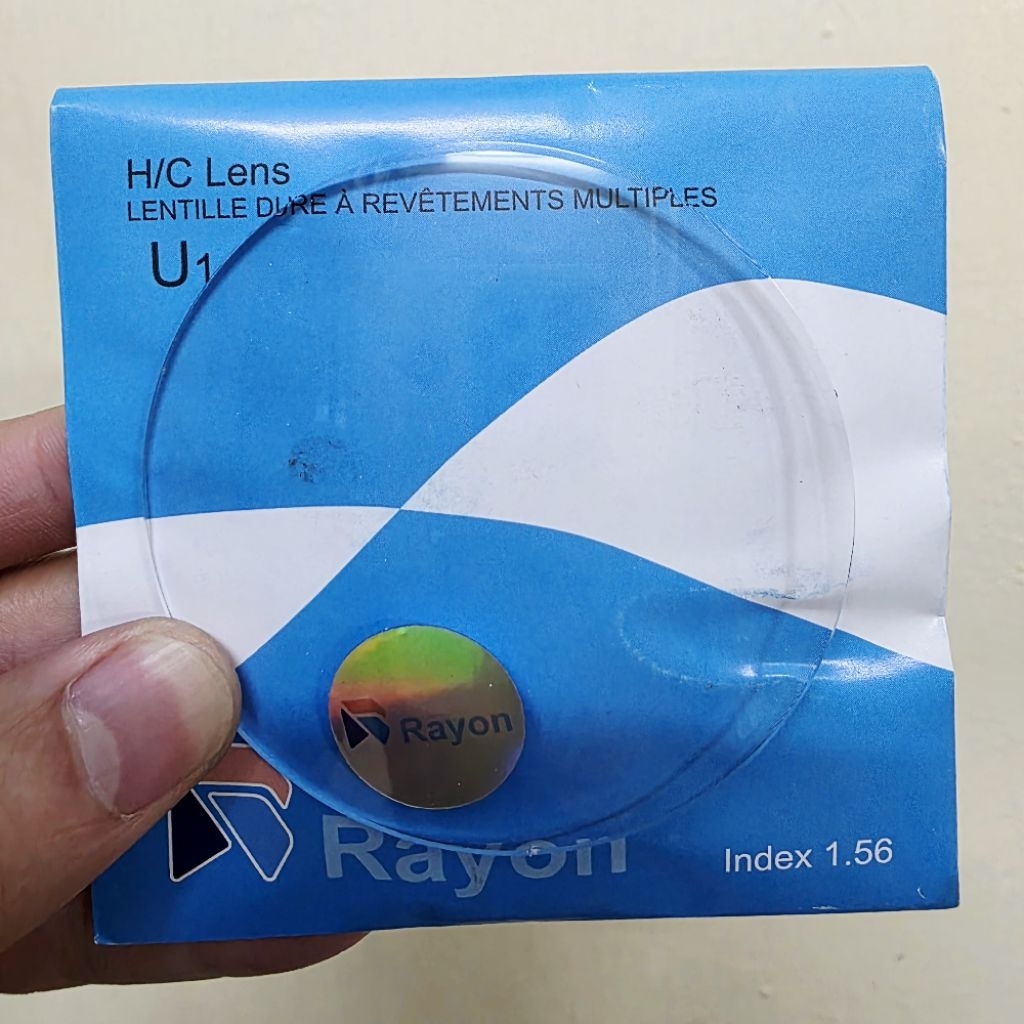 H/C Lens
LENTILLE DURE À REVÊTEMENTS MULTIPLES
U1
Rayon
Rayon
Index 1.56